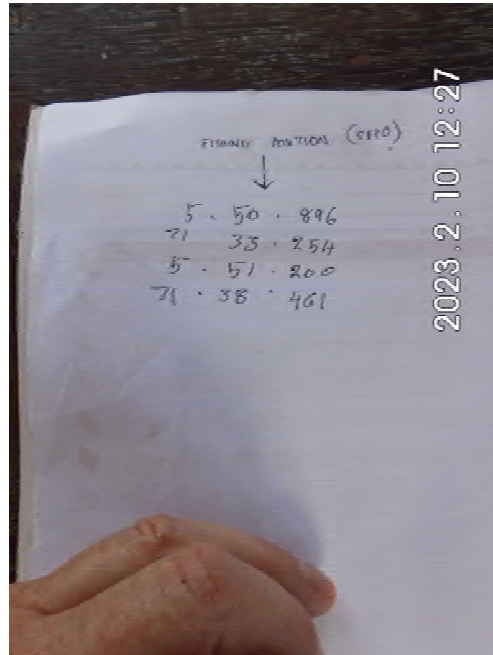 FISHING POSITION (SEPO)
5 . 50 . 896
71 33 . 254
5 . 51 . 200
71 . 38 . 461
2023.2.10 12:27